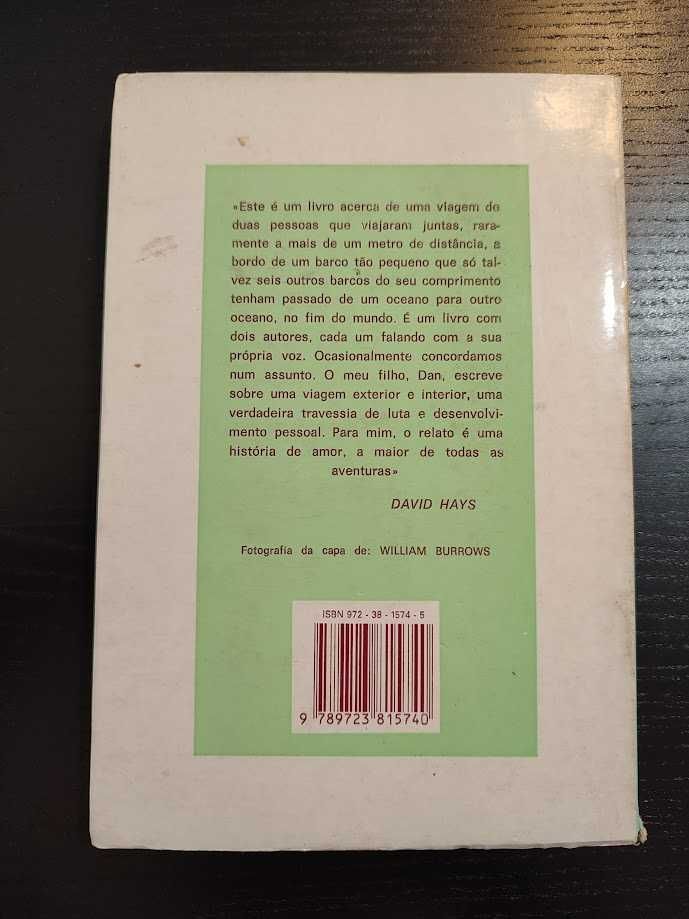 «Este é um livro acerca de uma viagem de
duas pessoas que viajaram juntas, rara-
mente a mais de um metro de distância, a
bordo de um barco tão pequeno que só tal-
vez seis outros barcos do seu comprimento
tenham passado de um oceano para outro
oceano, no fim do mundo. É um livro com
dois autores, cada um falando com a sua
própria voz. Ocasionalmente concordamos
num assunto. O meu filho, Dan, escreve
sobre uma viagem exterior e interior, uma
verdadeira travessia de luta e desenvolvi-
mento pessoal. Para mim, o relato é uma
história de amor, a maior de todas as
aventuras»
DAVID HAYS
Fotografia da capa de: WILLIAM BURROWS
ISBN 972 - 38 - 1574 - 5
9 789723 815740